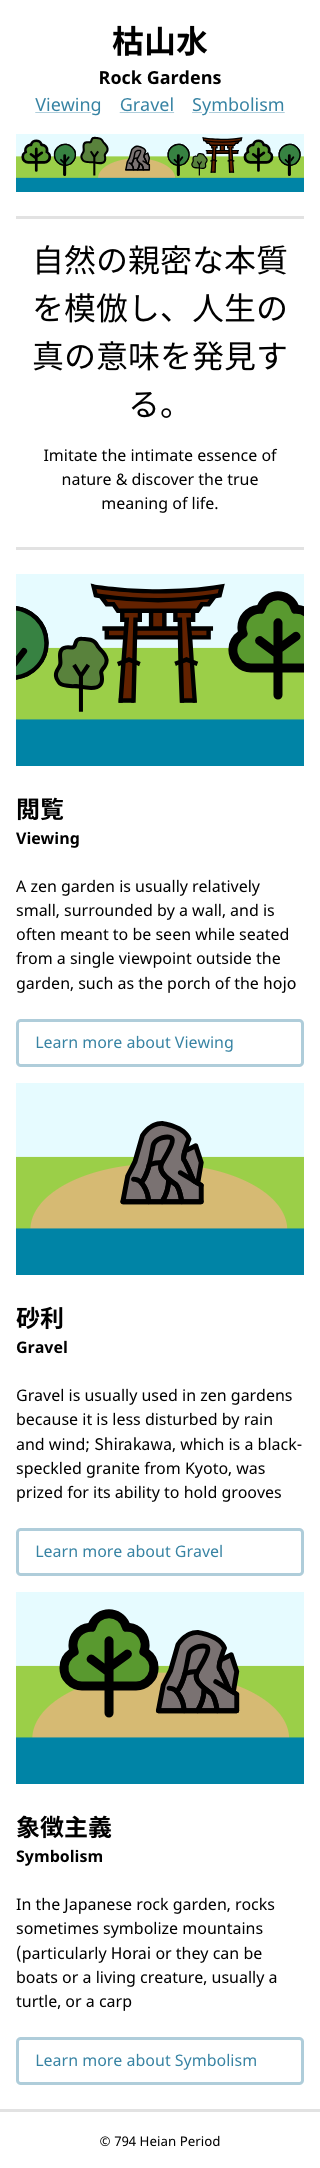 枯山水
Rock Gardens
Viewing Gravel Symbolism
自然の親密な本質
を模倣し、人生の
真の意味を発見す
る。
Imitate the intimate essence of
nature & discover the true
meaning of life.
閲覧
Viewing
A zen garden is usually relatively
small, surrounded by a wall, and is
often meant to be seen while seated
from a single viewpoint outside the
garden, such as the porch of the hojo
Learn more about Viewing
砂利
Gravel
Gravel is usually used in zen gardens
because it is less disturbed by rain
and wind; Shirakawa, which is a black-
speckled granite from Kyoto, was
prized for its ability to hold grooves
Learn more about Gravel
象徴主義
Symbolism
In the Japanese rock garden, rocks
sometimes symbolize mountains
(particularly Horai or they can be
boats or a living creature, usually a
turtle, or a carp
Learn more about Symbolism
© 794 Heian Period